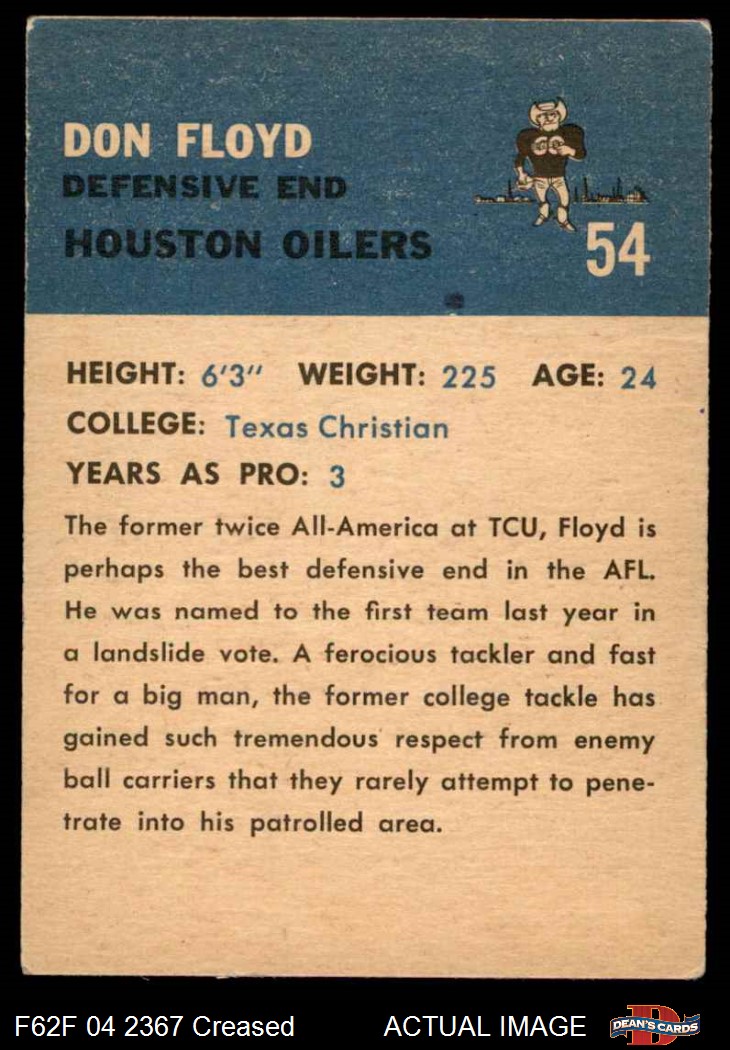 DON FLOYD
DEFENSIVE END
HOUSTON OILERS
54
HEIGHT: 6'3" WEIGHT: 225 AGE: 24
COLLEGE: Texas Christian
YEARS AS PRO: 3
The former twice All-America at TCU, Floyd is
perhaps the best defensive end in the AFL.
He was named to the first team last year in
a landslide vote. A ferocious tackler and fast
for a big man, the former college tackle has
gained such tremendous respect from enemy
ball carriers that they rarely attempt to pene-
trate into his patrolled area.
F62F 04 2367 Creased ACTUAL IMAGE
D
DEAN'S CARDS